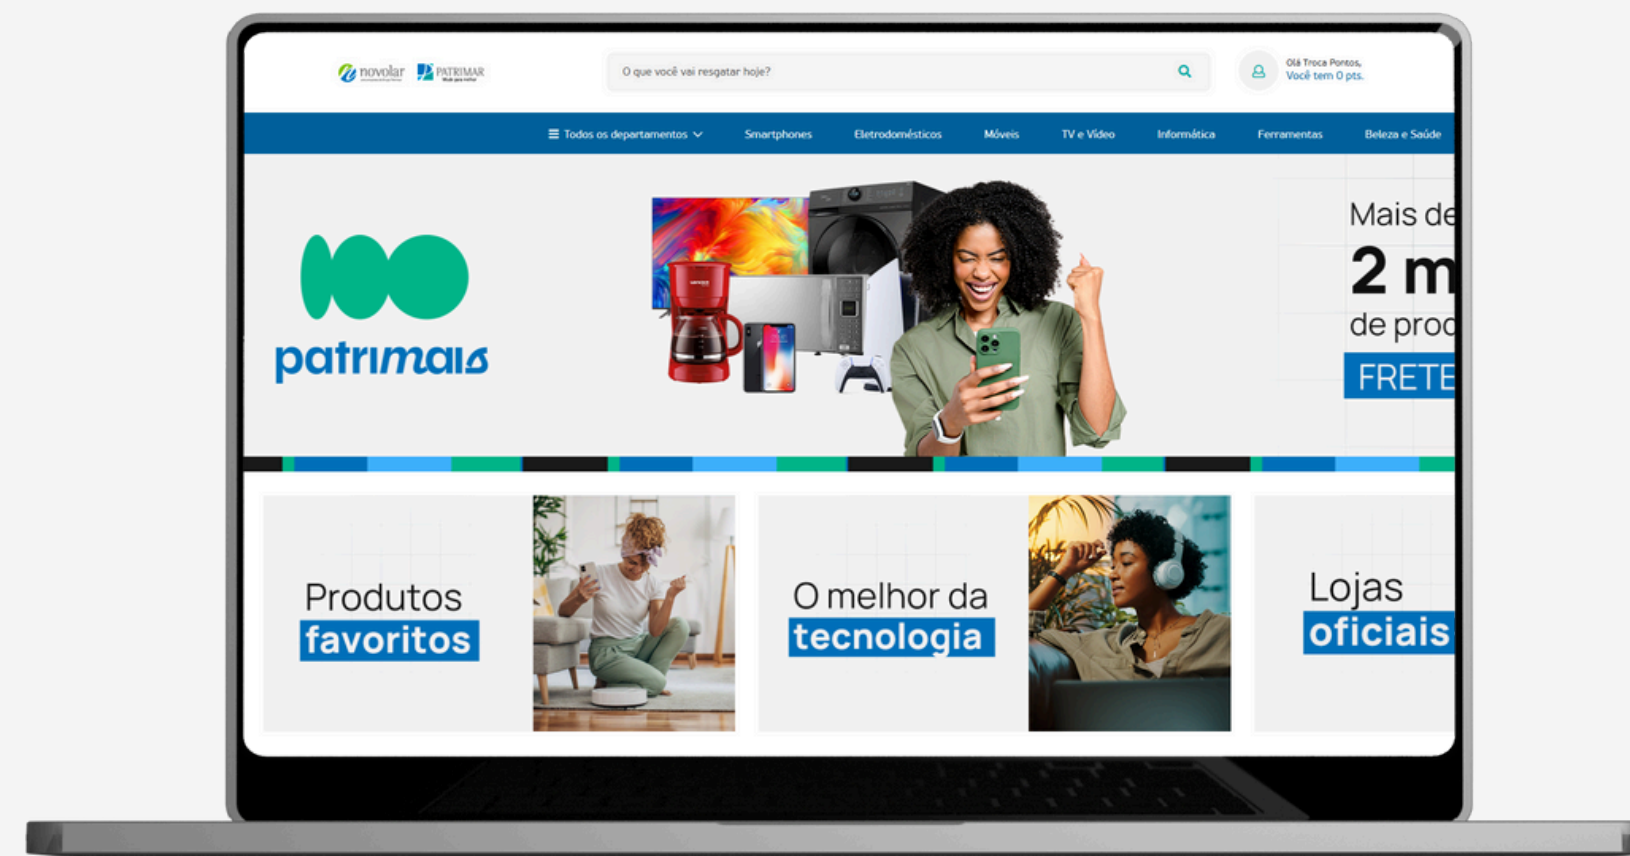 novolar
PATRIMAR
O que você vai resgatar hoje?
Olá Troca Pontos,
Você tem 0 pts.
Todos os departamentos
Smartphones
Eletrodomésticos
Móveis
TV e Vídeo
Informática
Ferramentas
Beleza e Saúde
patrimais
Mais de
2 m
de proc
FRETE
Produtos
favoritos
O melhor da
tecnologia
Lojas
oficiais